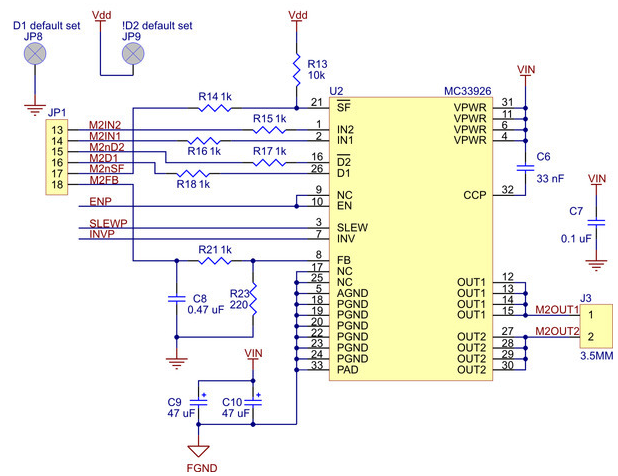 D1 default set
JP8
Vdd
!D2 default set
JP9
Vdd
R13
10k
VIN
U2
MC33926
R14 1k
21 SF
VPWR 31
VPWR 11
VPWR 6
VPWR 4
JP1
13 M2IN2
14 M2IN1
15 M2nD2
16 M2D1
17 M2nSF
18 M2FB
R15 1k
1 IN2
R16 1k
2 IN1
R17 1k
16 D2
R18 1k
26 D1
C6
33 nF
CCP 32
ENP
9 NC
10 EN
SLEWP
3 SLEW
INVP
7 INV
VIN
C7
0.1 uF
R21 1k
8 FB
17 NC
25 NC
5 AGND
18 PGND
19 PGND
20 PGND
22 PGND
23 PGND
24 PGND
33 PAD
C8
0.47 uF
R23
220
OUT1 12
OUT1 13
OUT1 14
OUT1 15
M2OUT1
OUT2 27
OUT2 28
OUT2 29
OUT2 30
M2OUT2
J3
1
2
3.5MM
VIN
C9
47 uF
C10
47 uF
FGND